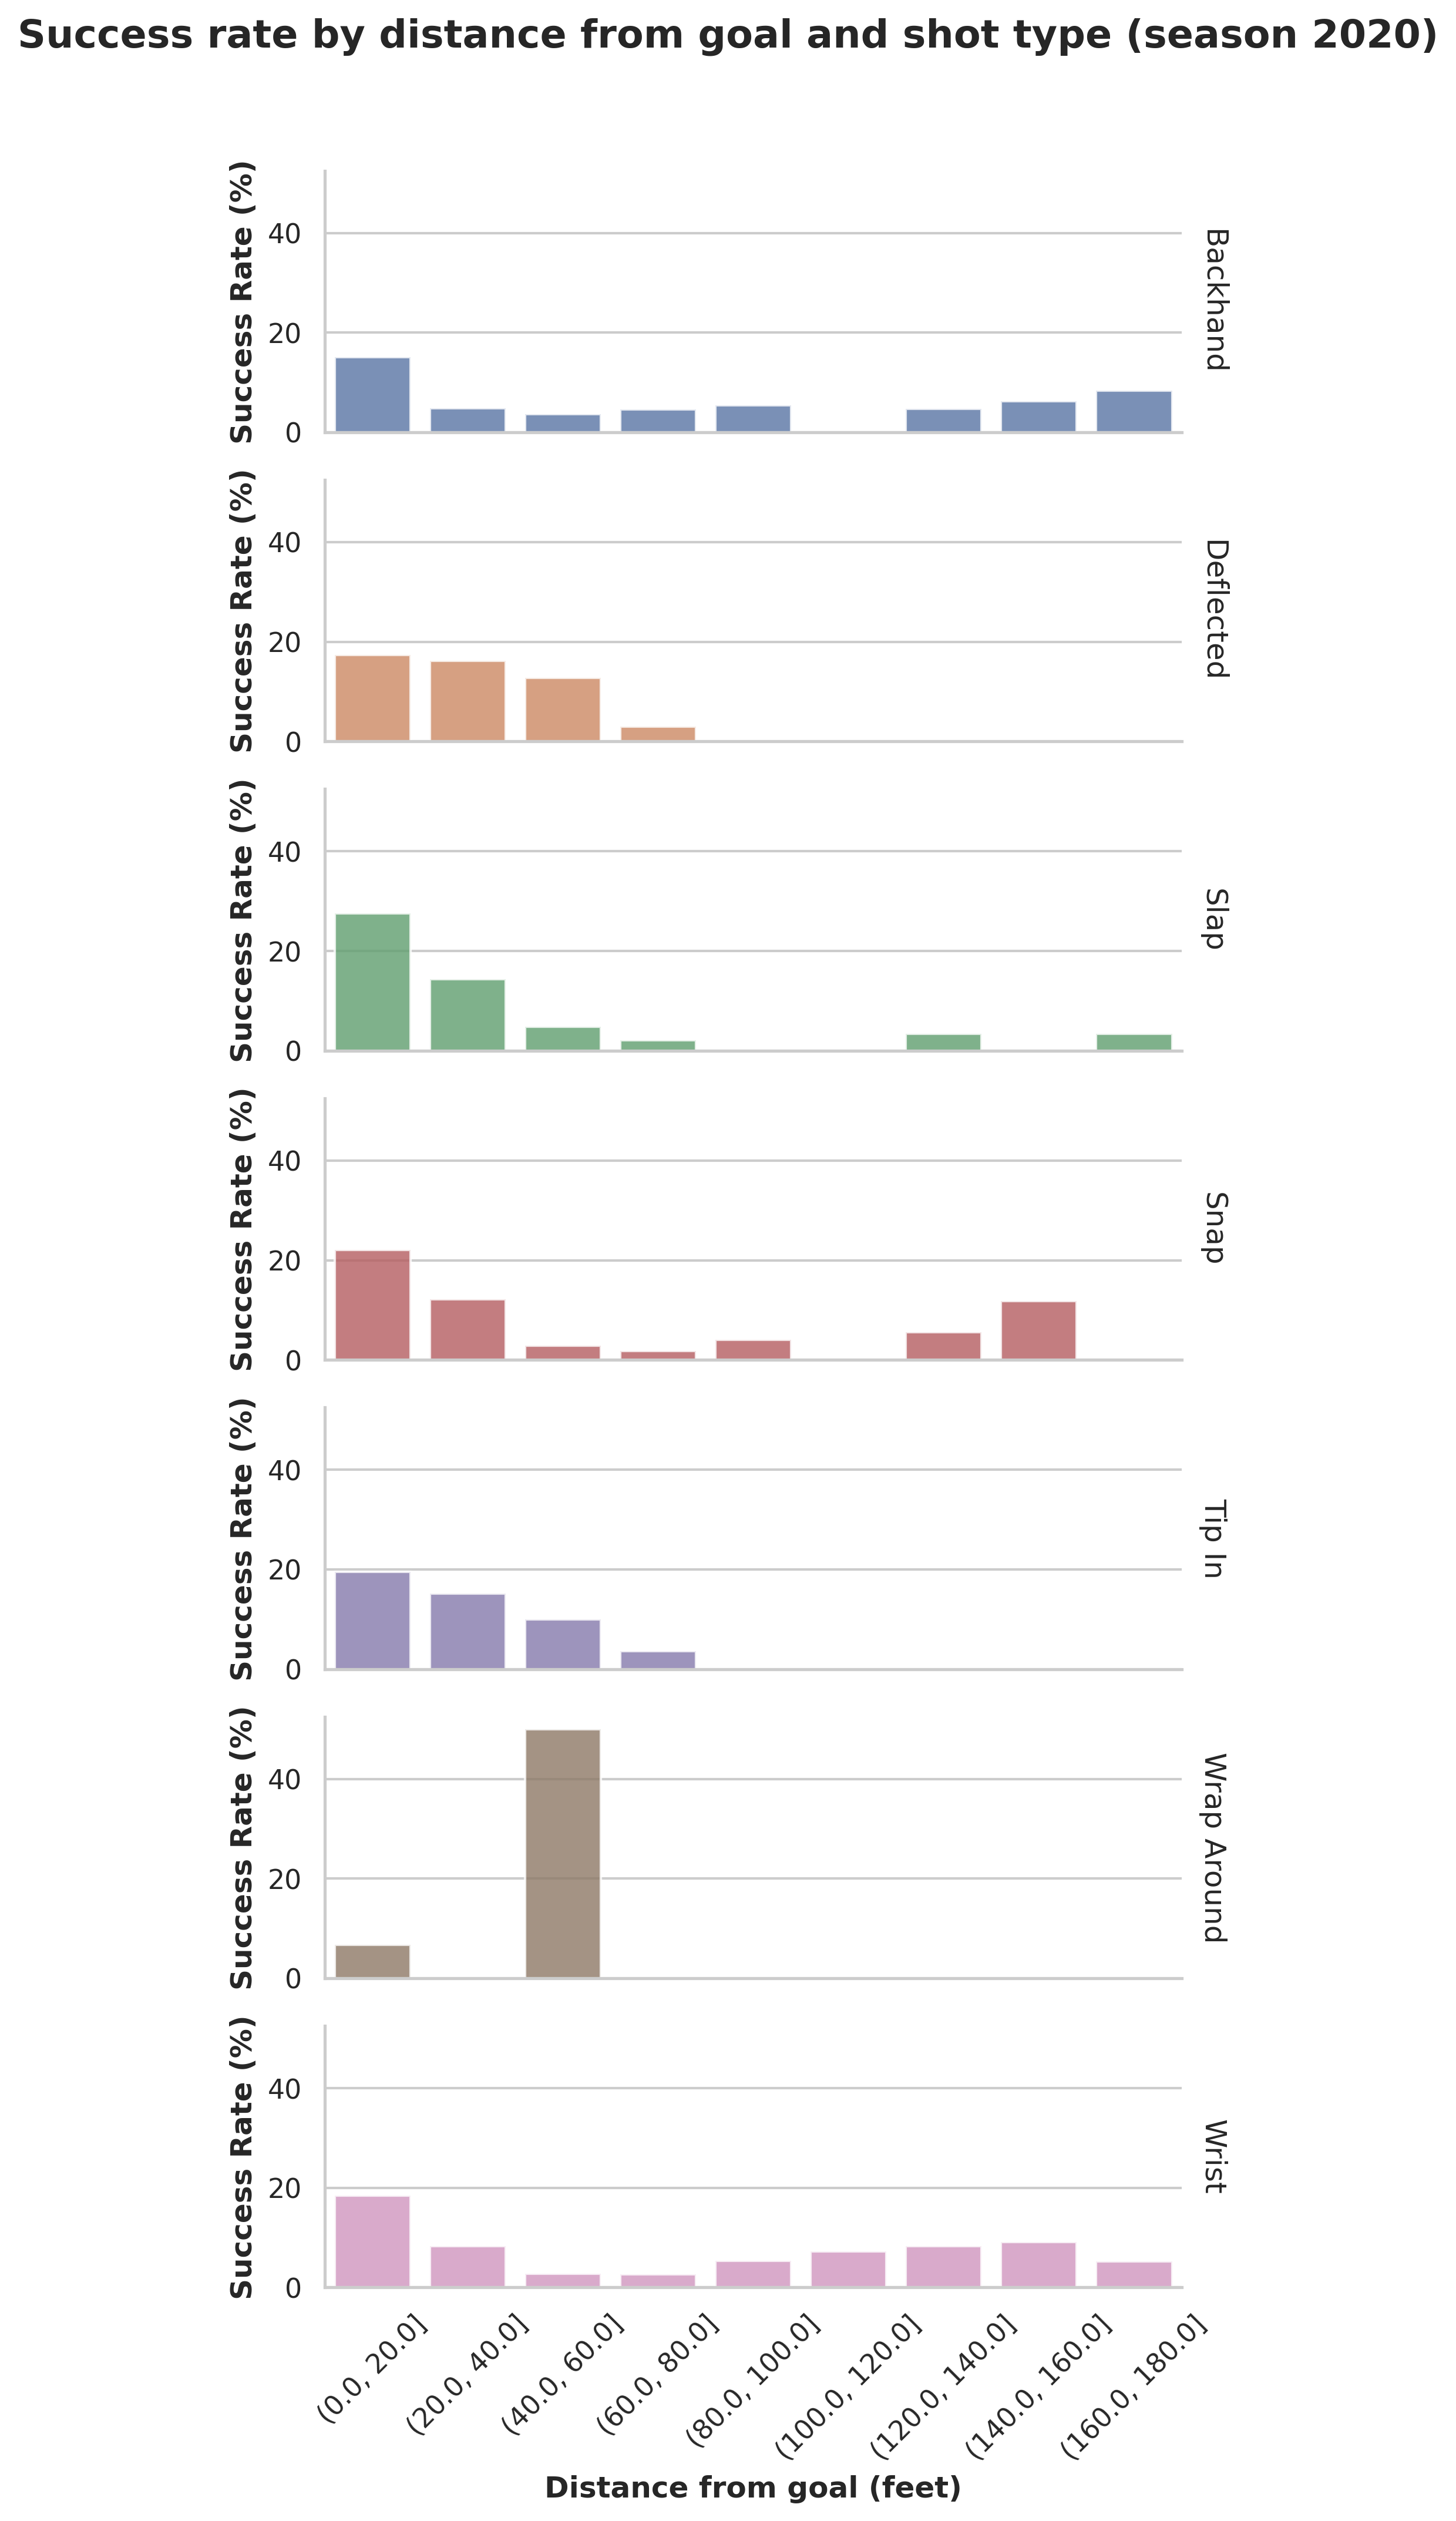 Success rate by distance from goal and shot type (season 2020)
Success Rate (%)
40
20
0
Backhand
Success Rate (%)
40
20
0
Deflected
Success Rate (%)
40
20
0
Slap
Success Rate (%)
40
20
0
Snap
Success Rate (%)
40
20
0
Tip In
Success Rate (%)
40
20
0
Wrap Around
Success Rate (%)
40
20
0
Wrist
(0.0, 20.0]
(20.0, 40.0]
(40.0, 60.0]
(60.0, 80.0]
(80.0, 100.0]
(100.0, 120.0]
(120.0, 140.0]
(140.0, 160.0]
(160.0, 180.0]
Distance from goal (feet)